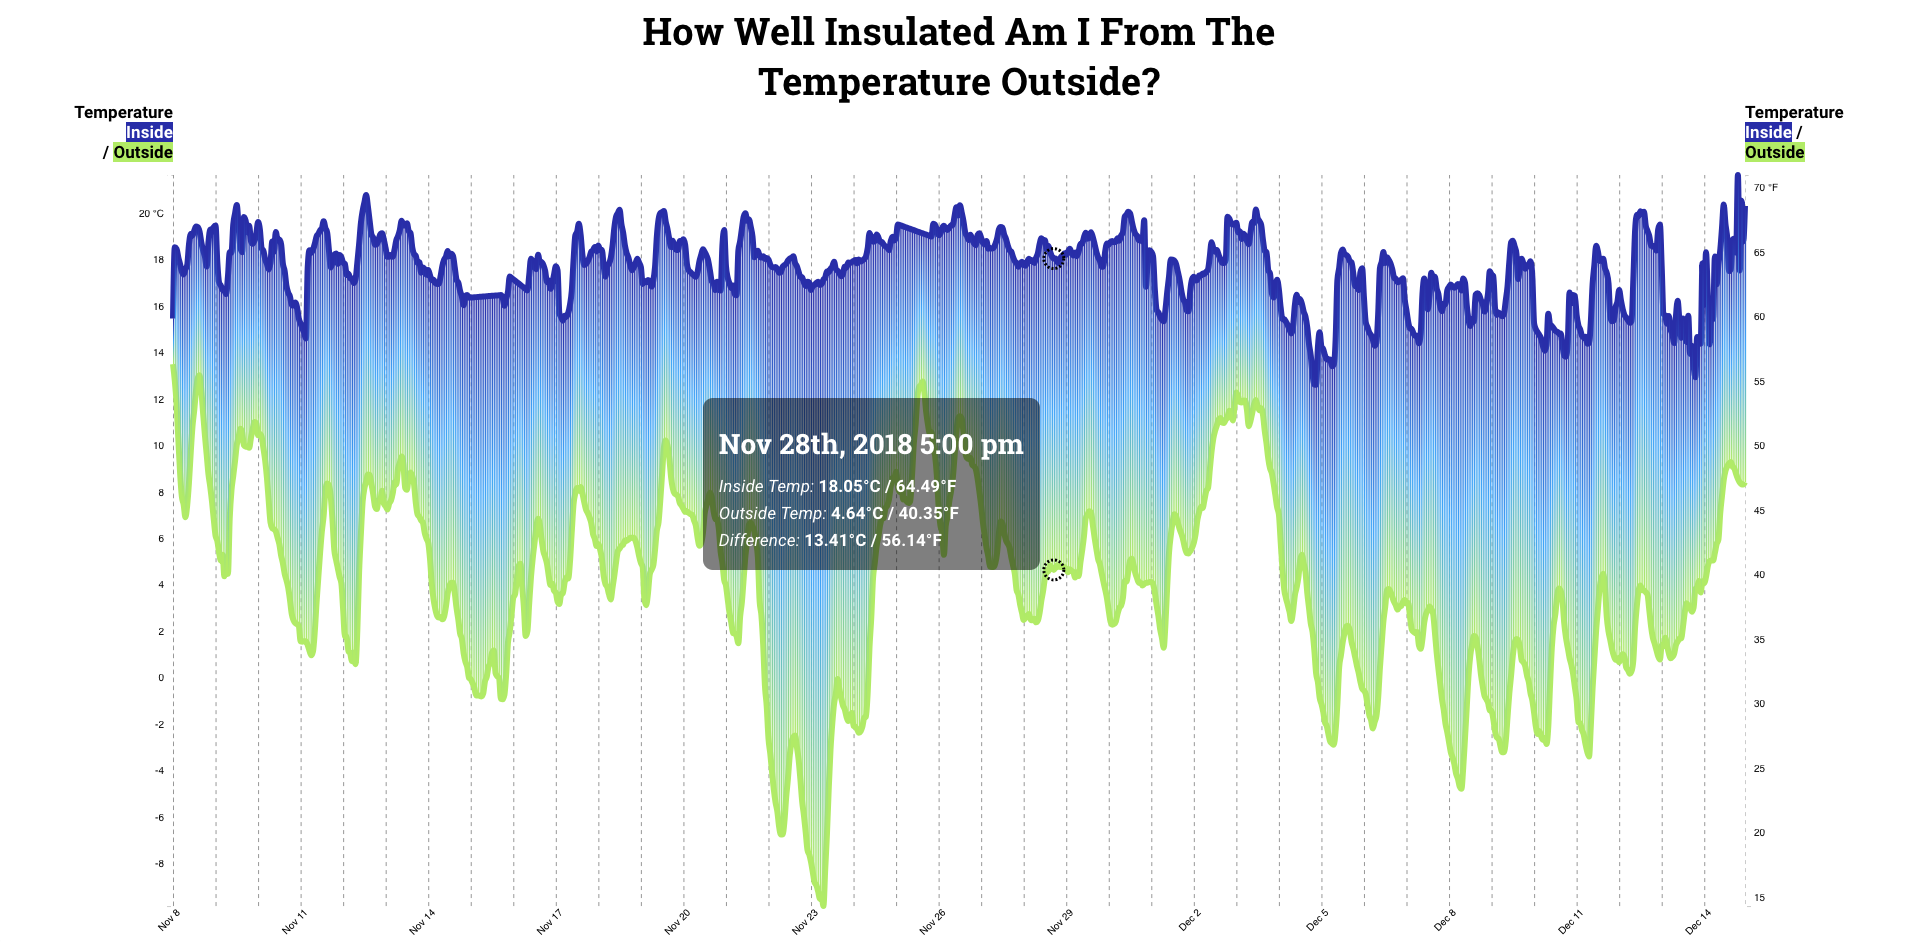 How Well Insulated Am I From The
Temperature Outside?
Temperature
Inside
/ Outside
Temperature
Inside /
Outside
20 °C
18
16
14
12
10
8
6
4
2
0
-2
-4
-6
-8
70 °F
65
60
55
50
45
40
35
30
25
20
15
Nov 28th, 2018 5:00 pm
Inside Temp: 18.05°C / 64.49°F
Outside Temp: 4.64°C / 40.35°F
Difference: 13.41°C / 56.14°F
Nov 8
Nov 11
Nov 14
Nov 17
Nov 20
Nov 23
Nov 26
Nov 29
Dec 2
Dec 5
Dec 8
Dec 11
Dec 14